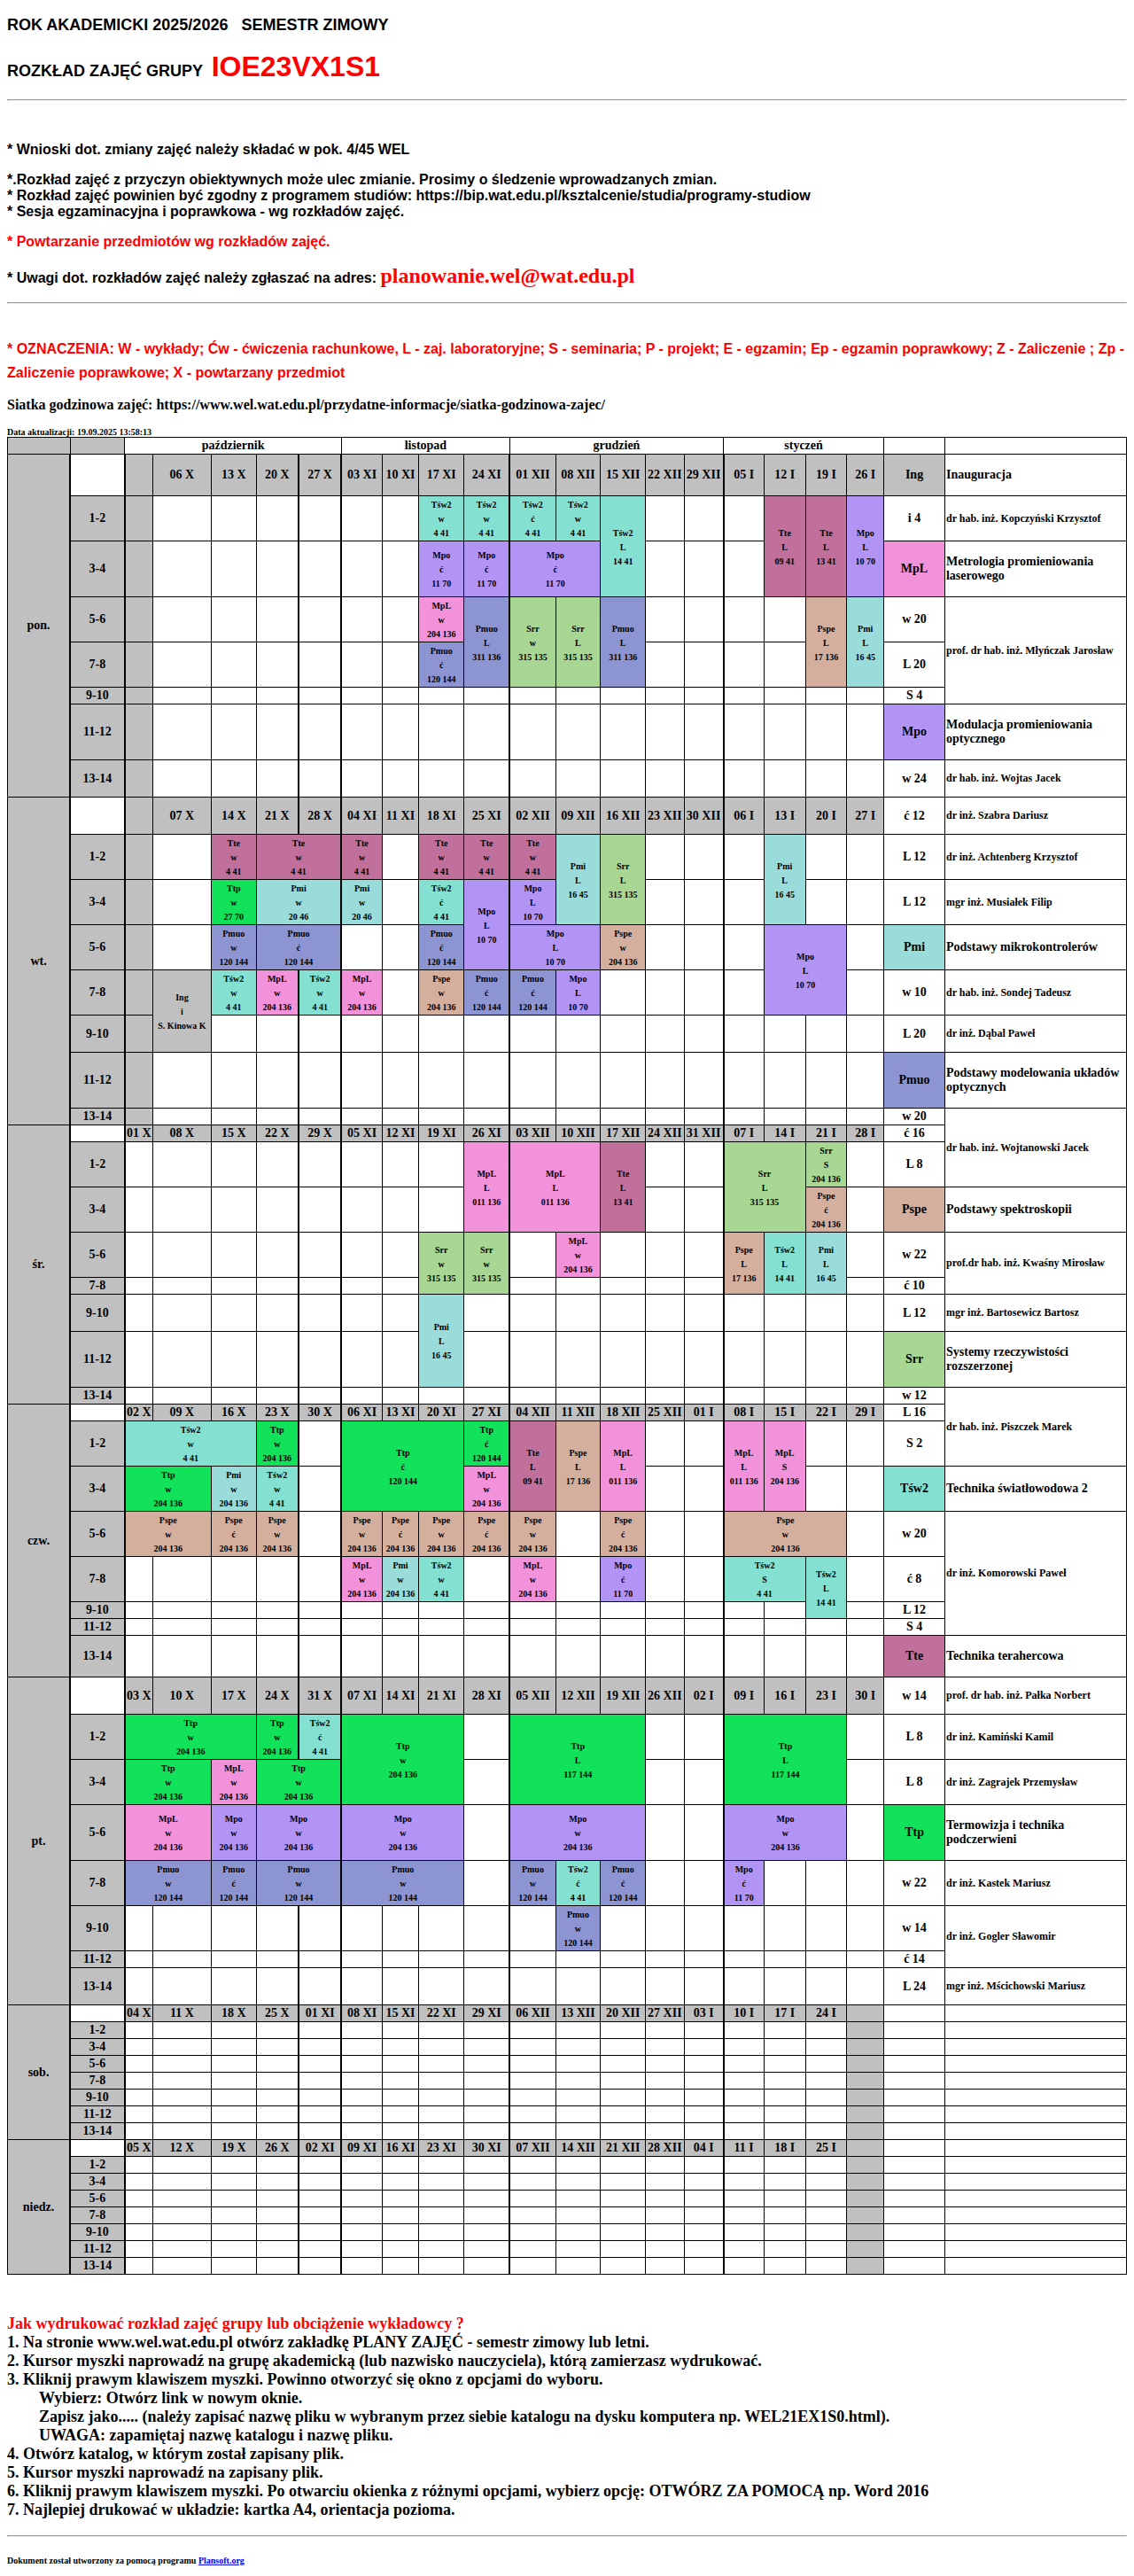 ROK AKADEMICKI 2025/2026 SEMESTR ZIMOWY
ROZKŁAD ZAJĘĆ GRUPY IOE23VX1S1
* Wnioski dot. zmiany zajęć należy składać w pok. 4/45 WEL
*.Rozkład zajęć z przyczyn obiektywnych może ulec zmianie. Prosimy o śledzenie wprowadzanych zmian.
* Rozkład zajęć powinien być zgodny z programem studiów: https://bip.wat.edu.pl/ksztalcenie/studia/programy-studiow
* Sesja egzaminacyjna i poprawkowa - wg rozkładów zajęć.
* Powtarzanie przedmiotów wg rozkładów zajęć.
* Uwagi dot. rozkładów zajęć należy zgłaszać na adres: planowanie.wel@wat.edu.pl
* OZNACZENIA: W - wykłady; Ćw - ćwiczenia rachunkowe, L - zaj. laboratoryjne; S - seminaria; P - projekt; E - egzamin; Ep - egzamin poprawkowy; Z - Zaliczenie ; Zp -
Zaliczenie poprawkowe; X - powtarzany przedmiot
Siatka godzinowa zajęć: https://www.wel.wat.edu.pl/przydatne-informacje/siatka-godzinowa-zajec/
Data aktualizacji: 19.09.2025 13:58:13
październik listopad grudzień styczeń
pon. 06 X 13 X 20 X 27 X 03 XI 10 XI 17 XI 24 XI 01 XII 08 XII 15 XII 22 XII 29 XII 05 I 12 I 19 I 26 I Ing Inauguracja
1-2 Tśw2 w 4 41 Tśw2 w 4 41 Tśw2 ć 4 41 Tśw2 w 4 41 Tśw2 L 14 41 Tte L 09 41 Tte L 13 41 Mpo L 10 70 i 4 dr hab. inż. Kopczyński Krzysztof
3-4 Mpo ć 11 70 Mpo ć 11 70 Mpo ć 11 70 MpL Metrologia promieniowania laserowego
5-6 MpL w 204 136 Pmuo L 311 136 Srr w 315 135 Srr L 315 135 Pmuo L 311 136 Pspe L 17 136 Pmi L 16 45 w 20 prof. dr hab. inż. Młyńczak Jarosław
7-8 Pmuo ć 120 144 L 20
9-10 S 4
11-12 Mpo Modulacja promieniowania optycznego
13-14 w 24 dr hab. inż. Wojtas Jacek
wt. 07 X 14 X 21 X 28 X 04 XI 11 XI 18 XI 25 XI 02 XII 09 XII 16 XII 23 XII 30 XII 06 I 13 I 20 I 27 I ć 12 dr inż. Szabra Dariusz
1-2 Tte w 4 41 Tte w 4 41 Tte w 4 41 Tte w 4 41 Tte w 4 41 Tte w 4 41 Pmi L 16 45 Srr L 315 135 Pmi L 16 45 L 12 dr inż. Achtenberg Krzysztof
3-4 Ttp w 27 70 Pmi w 20 46 Pmi w 20 46 Tśw2 ć 4 41 Mpo L 10 70 Mpo L 10 70 L 12 mgr inż. Musiałek Filip
5-6 Pmuo w 120 144 Pmuo ć 120 144 Pmuo ć 120 144 Mpo L 10 70 Pspe w 204 136 Mpo L 10 70 Pmi Podstawy mikrokontrolerów
7-8 Ing i S. Kinowa K Tśw2 w 4 41 MpL w 204 136 Tśw2 w 4 41 MpL w 204 136 Pspe w 204 136 Pmuo ć 120 144 Pmuo ć 120 144 Mpo L 10 70 w 10 dr hab. inż. Sondej Tadeusz
9-10 L 20 dr inż. Dąbal Paweł
11-12 Pmuo Podstawy modelowania układów optycznych
13-14 w 20 dr hab. inż. Wojtanowski Jacek
śr. 01 X 08 X 15 X 22 X 29 X 05 XI 12 XI 19 XI 26 XI 03 XII 10 XII 17 XII 24 XII 31 XII 07 I 14 I 21 I 28 I ć 16
1-2 MpL L 011 136 MpL L 011 136 Tte L 13 41 Srr L 315 135 Srr S 204 136 L 8
3-4 Pspe ć 204 136 Pspe Podstawy spektroskopii
5-6 Srr w 315 135 Srr w 315 135 MpL w 204 136 Pspe L 17 136 Tśw2 L 14 41 Pmi L 16 45 w 22 prof.dr hab. inż. Kwaśny Mirosław
7-8 ć 10
9-10 Pmi L 16 45 L 12 mgr inż. Bartosewicz Bartosz
11-12 Srr Systemy rzeczywistości rozszerzonej
13-14 w 12 dr hab. inż. Piszczek Marek
czw. 02 X 09 X 16 X 23 X 30 X 06 XI 13 XI 20 XI 27 XI 04 XII 11 XII 18 XII 25 XII 01 I 08 I 15 I 22 I 29 I L 16
1-2 Tśw2 w 4 41 Ttp w 204 136 Ttp ć 120 144 Ttp ć 120 144 Tte L 09 41 Pspe L 17 136 MpL L 011 136 MpL L 011 136 MpL S 204 136 S 2
3-4 Ttp w 204 136 Pmi w 204 136 Tśw2 w 4 41 MpL w 204 136 Tśw2 Technika światłowodowa 2
5-6 Pspe w 204 136 Pspe ć 204 136 Pspe w 204 136 Pspe w 204 136 Pspe ć 204 136 Pspe w 204 136 Pspe ć 204 136 Pspe w 204 136 Pspe ć 204 136 Pspe w 204 136 w 20 dr inż. Komorowski Paweł
7-8 MpL w 204 136 Pmi w 204 136 Tśw2 w 4 41 MpL w 204 136 Mpo ć 11 70 Tśw2 S 4 41 Tśw2 L 14 41 ć 8
9-10 L 12
11-12 S 4
13-14 Tte Technika terahercowa
pt. 03 X 10 X 17 X 24 X 31 X 07 XI 14 XI 21 XI 28 XI 05 XII 12 XII 19 XII 26 XII 02 I 09 I 16 I 23 I 30 I w 14 prof. dr hab. inż. Pałka Norbert
1-2 Ttp w 204 136 Ttp w 204 136 Tśw2 ć 4 41 Ttp w 204 136 Ttp L 117 144 Ttp L 117 144 L 8 dr inż. Kamiński Kamil
3-4 Ttp w 204 136 MpL w 204 136 Ttp w 204 136 L 8 dr inż. Zagrajek Przemysław
5-6 MpL w 204 136 Mpo w 204 136 Mpo w 204 136 Mpo w 204 136 Mpo w 204 136 Mpo w 204 136 Ttp Termowizja i technika podczerwieni
7-8 Pmuo w 120 144 Pmuo ć 120 144 Pmuo w 120 144 Pmuo w 120 144 Pmuo w 120 144 Tśw2 ć 4 41 Pmuo ć 120 144 Mpo ć 11 70 w 22 dr inż. Kastek Mariusz
9-10 Pmuo w 120 144 w 14 dr inż. Gogler Sławomir
11-12 ć 14
13-14 L 24 mgr inż. Mścichowski Mariusz
sob. 04 X 11 X 18 X 25 X 01 XI 08 XI 15 XI 22 XI 29 XI 06 XII 13 XII 20 XII 27 XII 03 I 10 I 17 I 24 I
1-2
3-4
5-6
7-8
9-10
11-12
13-14
niedz. 05 X 12 X 19 X 26 X 02 XI 09 XI 16 XI 23 XI 30 XI 07 XII 14 XII 21 XII 28 XII 04 I 11 I 18 I 25 I
1-2
3-4
5-6
7-8
9-10
11-12
13-14
Jak wydrukować rozkład zajęć grupy lub obciążenie wykładowcy ?
1. Na stronie www.wel.wat.edu.pl otwórz zakładkę PLANY ZAJĘĆ - semestr zimowy lub letni.
2. Kursor myszki naprowadź na grupę akademicką (lub nazwisko nauczyciela), którą zamierzasz wydrukować.
3. Kliknij prawym klawiszem myszki. Powinno otworzyć się okno z opcjami do wyboru.
Wybierz: Otwórz link w nowym oknie.
Zapisz jako..... (należy zapisać nazwę pliku w wybranym przez siebie katalogu na dysku komputera np. WEL21EX1S0.html).
UWAGA: zapamiętaj nazwę katalogu i nazwę pliku.
4. Otwórz katalog, w którym został zapisany plik.
5. Kursor myszki naprowadź na zapisany plik.
6. Kliknij prawym klawiszem myszki. Po otwarciu okienka z różnymi opcjami, wybierz opcję: OTWÓRZ ZA POMOCĄ np. Word 2016
7. Najlepiej drukować w układzie: kartka A4, orientacja pozioma.
Dokument został utworzony za pomocą programu Plansoft.org